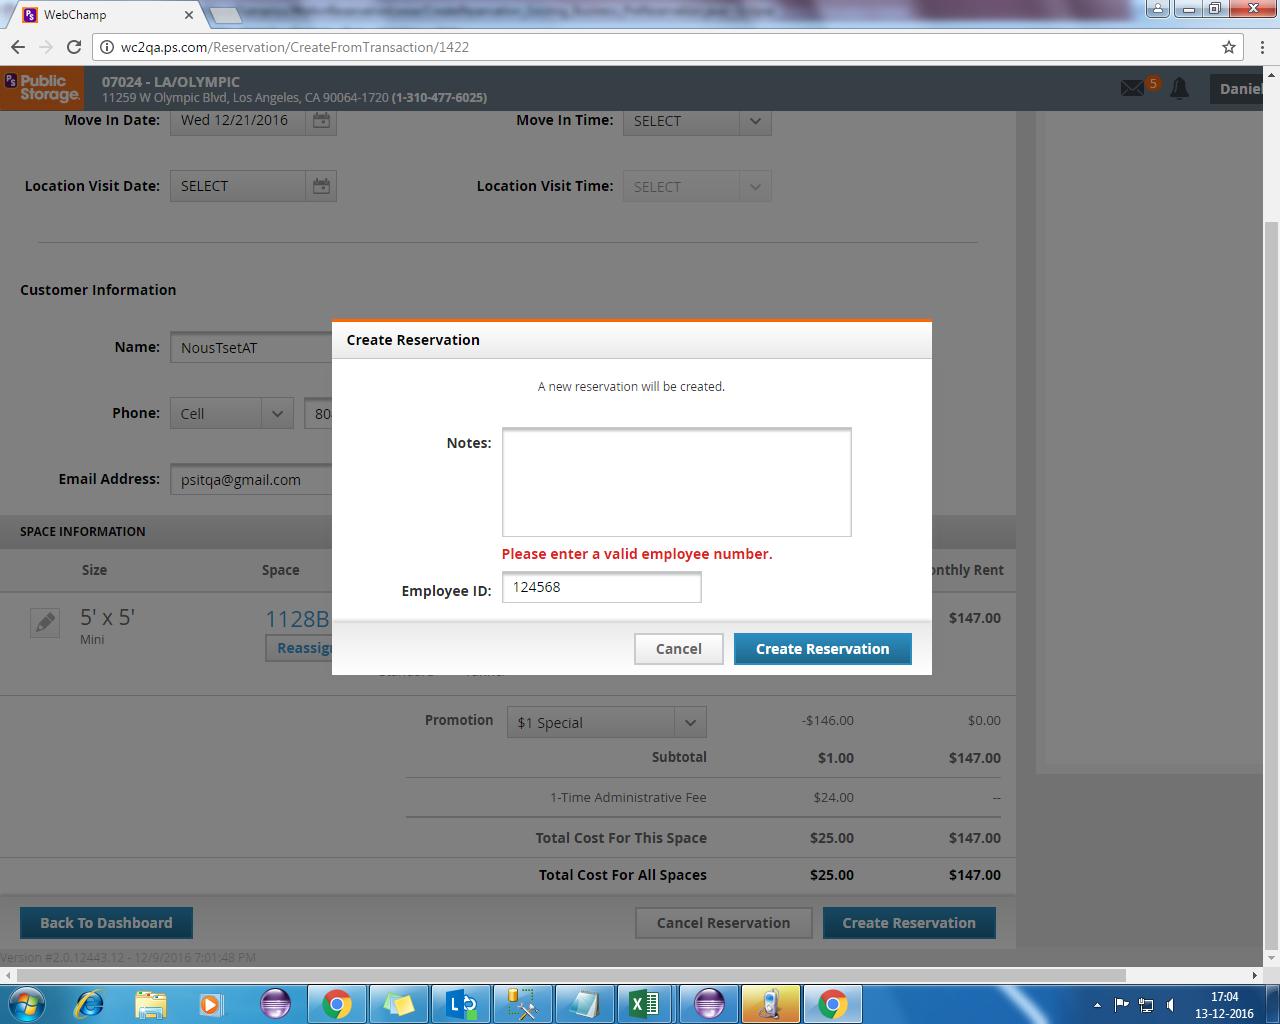 WebChamp
wc2qa.ps.com/Reservation/CreateFromTransaction/1422
Public Storage
07024 - LA/OLYMPIC
11259 W Olympic Blvd, Los Angeles, CA 90064-1720 (1-310-477-6025)
5
Daniel
Move In Date: Wed 12/21/2016 Move In Time: SELECT
Location Visit Date: SELECT Location Visit Time: SELECT
Customer Information
Name: NousTsetAT
Phone: Cell 80
Email Address: psitqa@gmail.com
Create Reservation
A new reservation will be created.
Notes:
Please enter a valid employee number.
Employee ID: 124568
Cancel Create Reservation
SPACE INFORMATION
Size Space onthly Rent
5' x 5' 1128B $147.00
Mini Reassig
Promotion $1 Special -$146.00 $0.00
Subtotal $1.00 $147.00
1-Time Administrative Fee $24.00 --
Total Cost For This Space $25.00 $147.00
Total Cost For All Spaces $25.00 $147.00
Back To Dashboard Cancel Reservation Create Reservation
Version #2.0.12443.12 - 12/9/2016 7:01:48 PM
17:04
13-12-2016